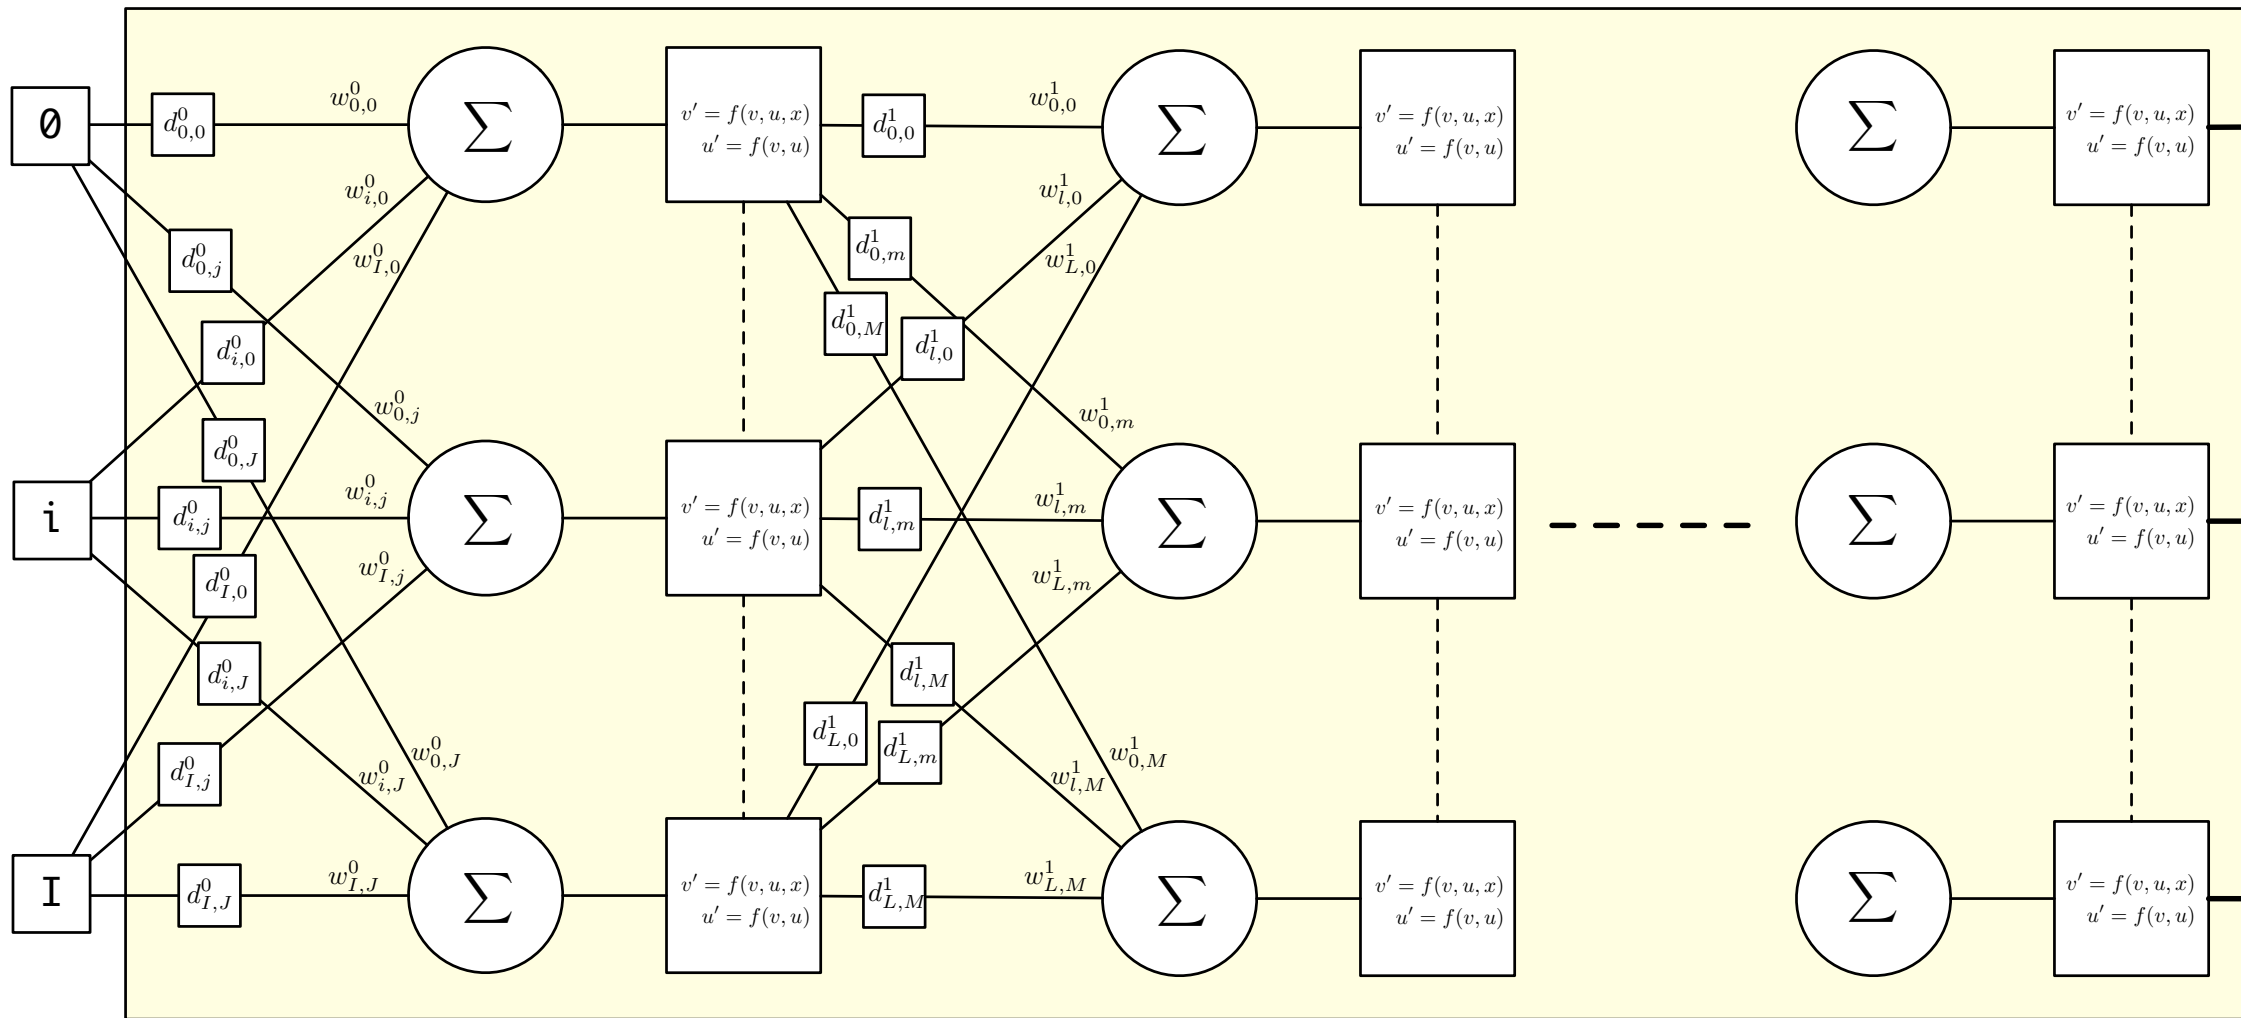 0
d^0_{0,0}
w^0_{0,0}
∑
v' = f(v, u, x)
u' = f(v, u)
d^1_{0,0}
w^1_{0,0}
∑
v' = f(v, u, x)
u' = f(v, u)
∑
v' = f(v, u, x)
u' = f(v, u)
w^0_{i,0}
w^1_{l,0}
d^0_{0,j}
w^0_{I,0}
d^1_{0,m}
w^1_{L,0}
d^1_{0,M}
d^0_{i,0}
d^1_{l,0}
w^0_{0,j}
w^1_{0,m}
d^0_{0,J}
i
d^0_{i,j}
w^0_{i,j}
∑
v' = f(v, u, x)
u' = f(v, u)
d^1_{l,m}
w^1_{l,m}
∑
v' = f(v, u, x)
u' = f(v, u)
∑
v' = f(v, u, x)
u' = f(v, u)
d^0_{I,0}
w^0_{I,j}
w^1_{L,m}
d^0_{i,J}
d^1_{l,M}
d^1_{L,0}
d^1_{L,m}
w^0_{0,J}
w^1_{0,M}
d^0_{I,j}
w^0_{i,J}
w^1_{l,M}
I
d^0_{I,J}
w^0_{I,J}
∑
v' = f(v, u, x)
u' = f(v, u)
d^1_{L,M}
w^1_{L,M}
∑
v' = f(v, u, x)
u' = f(v, u)
∑
v' = f(v, u, x)
u' = f(v, u)